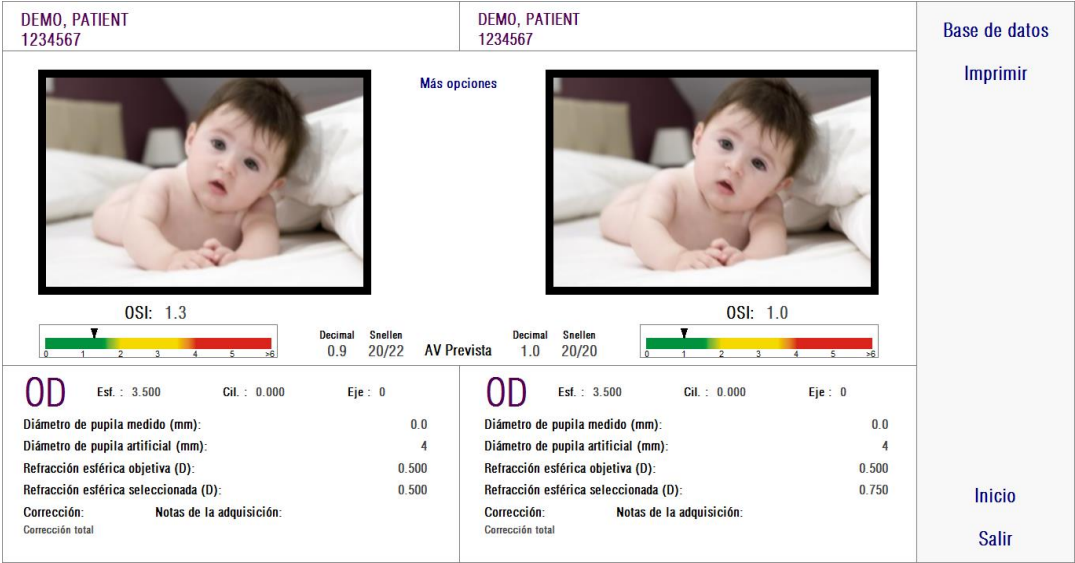 DEMO, PATIENT
1234567
DEMO, PATIENT
1234567
Base de datos
Imprimir
Más opciones
OSI: 1.3
0 1 2 3 4 5 >6
OSI: 1.0
0 1 2 3 4 5 >6
Decimal Snellen Decimal Snellen
0.9 20/22 AV Prevista 1.0 20/20
OD Esf. : 3.500 Cil. : 0.000 Eje : 0
Diámetro de pupila medido (mm): 0.0
Diámetro de pupila artificial (mm): 4
Refracción esférica objetiva (D): 0.500
Refracción esférica seleccionada (D): 0.500
Corrección: Notas de la adquisición:
Corrección total
OD Esf. : 3.500 Cil. : 0.000 Eje : 0
Diámetro de pupila medido (mm): 0.0
Diámetro de pupila artificial (mm): 4
Refracción esférica objetiva (D): 0.500
Refracción esférica seleccionada (D): 0.750
Corrección: Notas de la adquisición:
Corrección total
Inicio
Salir